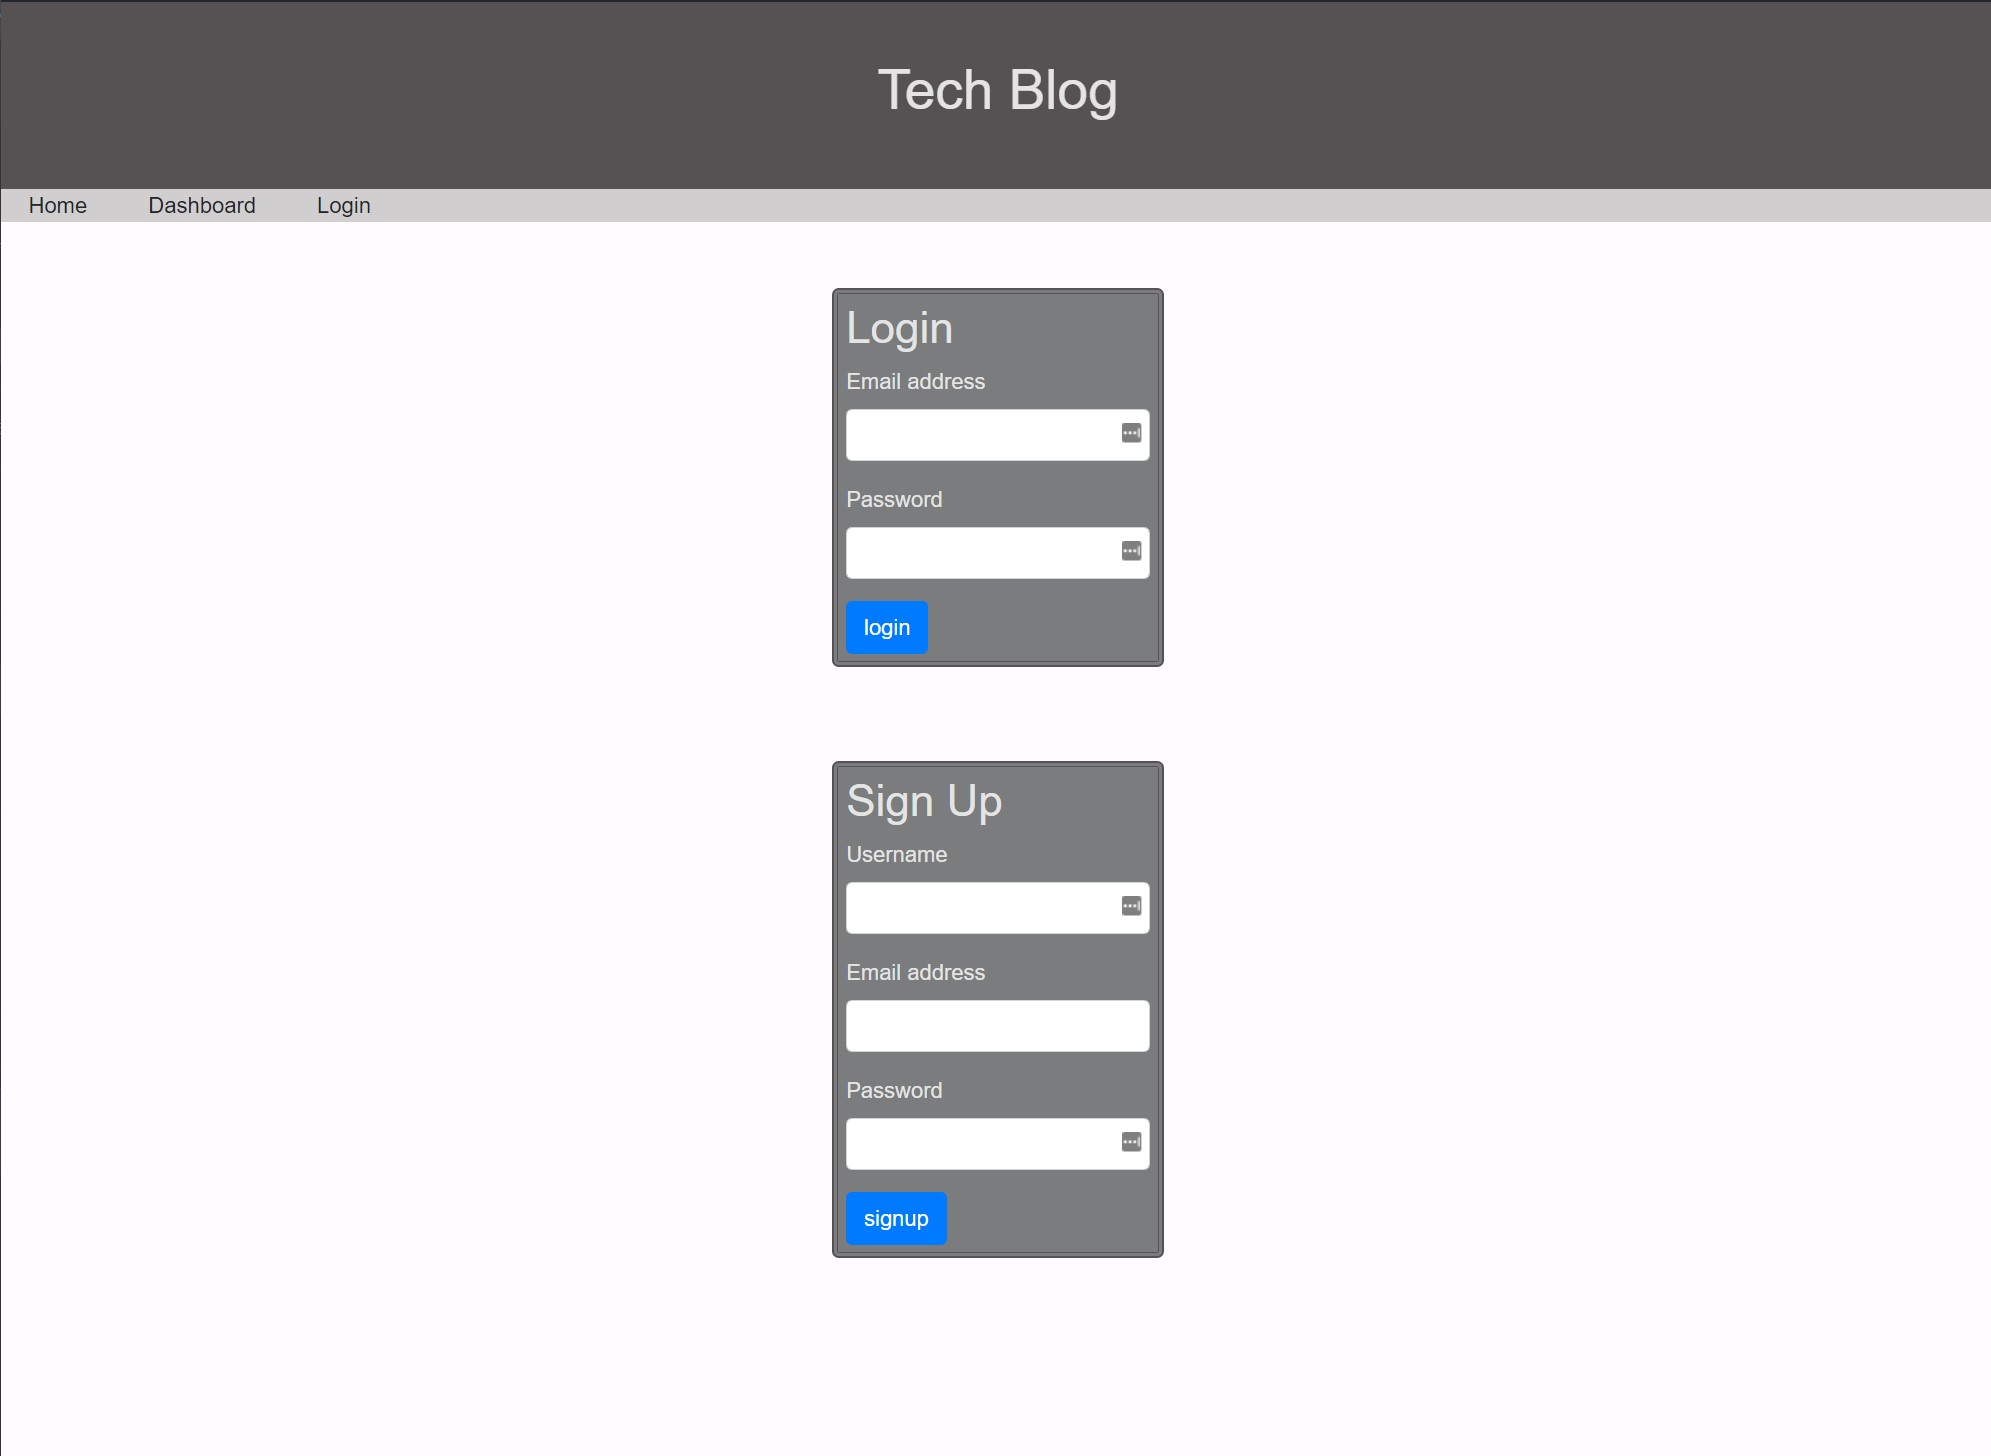 Tech Blog
Home Dashboard Login
Login
Email address
Password
login
Sign Up
Username
Email address
Password
signup